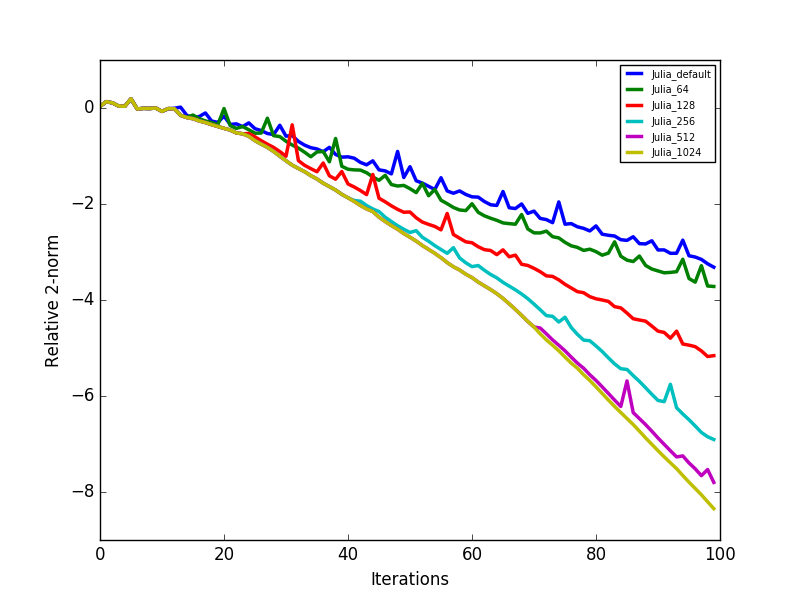 0
−2
−4
−6
−8
0
20
40
60
80
100
Relative 2-norm
Iterations
Julia_default
Julia_64
Julia_128
Julia_256
Julia_512
Julia_1024